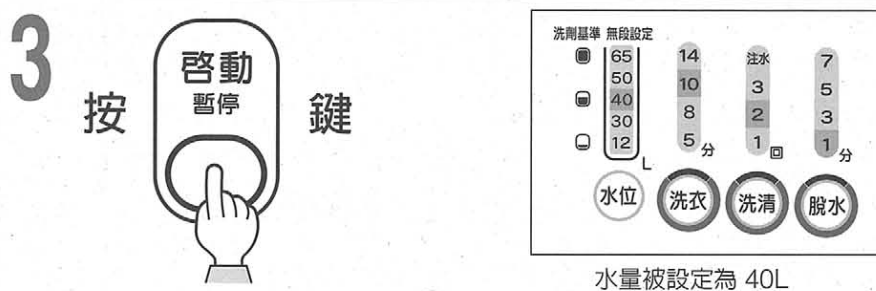 3
按
啓動
暫停
鍵
洗劑基準 無段設定
65 14 注水 7
50 10 3 5
40 8 2 3
30 5 1 1
12 分 回 分
L
水位 洗衣 洗清 脫水
水量被設定為 40L